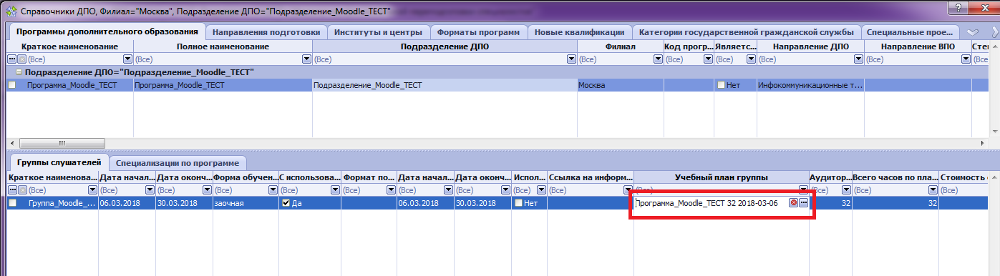 Справочники ДПО, Филиал="Москва", Подразделение ДПО="Подразделение_Moodle_ТЕСТ"
Программы дополнительного образования Направления подготовки Институты и центры Форматы программ Новые квалификации Категории государственной гражданской службы Специальные прое...
Краткое наименование Полное наименование Подразделение ДПО Филиал Код прогр... Являетс... Направление ДПО Направление ВПО Степ
(Все) (Все) (Все) (Все) (Все) (Все) (Все) (Все) (Все)
Подразделение ДПО="Подразделение_Moodle_ТЕСТ"
Программа_Moodle_ТЕСТ Программа_Moodle_ТЕСТ Подразделение_Moodle_ТЕСТ Москва Нет Инфокоммуникационные т...
Группы слушателей Специализации по программе
Краткое наименова... Дата начал... Дата оконч... Форма обучен... С использова... Формат по... Дата начал... Дата оконч... Испол... Ссылка на информ... Учебный план группы Аудитор... Всего часов по пла... Стоимость
(Все) (Все) (Все) (Все) (Все) (Все) (Все) (Все) (Все) (Все) (Все) (Все) (Все) (Все)
Группа_Moodle_... 06.03.2018 30.03.2018 заочная Да 06.03.2018 30.03.2018 Нет Программа_Moodle_ТЕСТ 32 2018-03-06 32 32